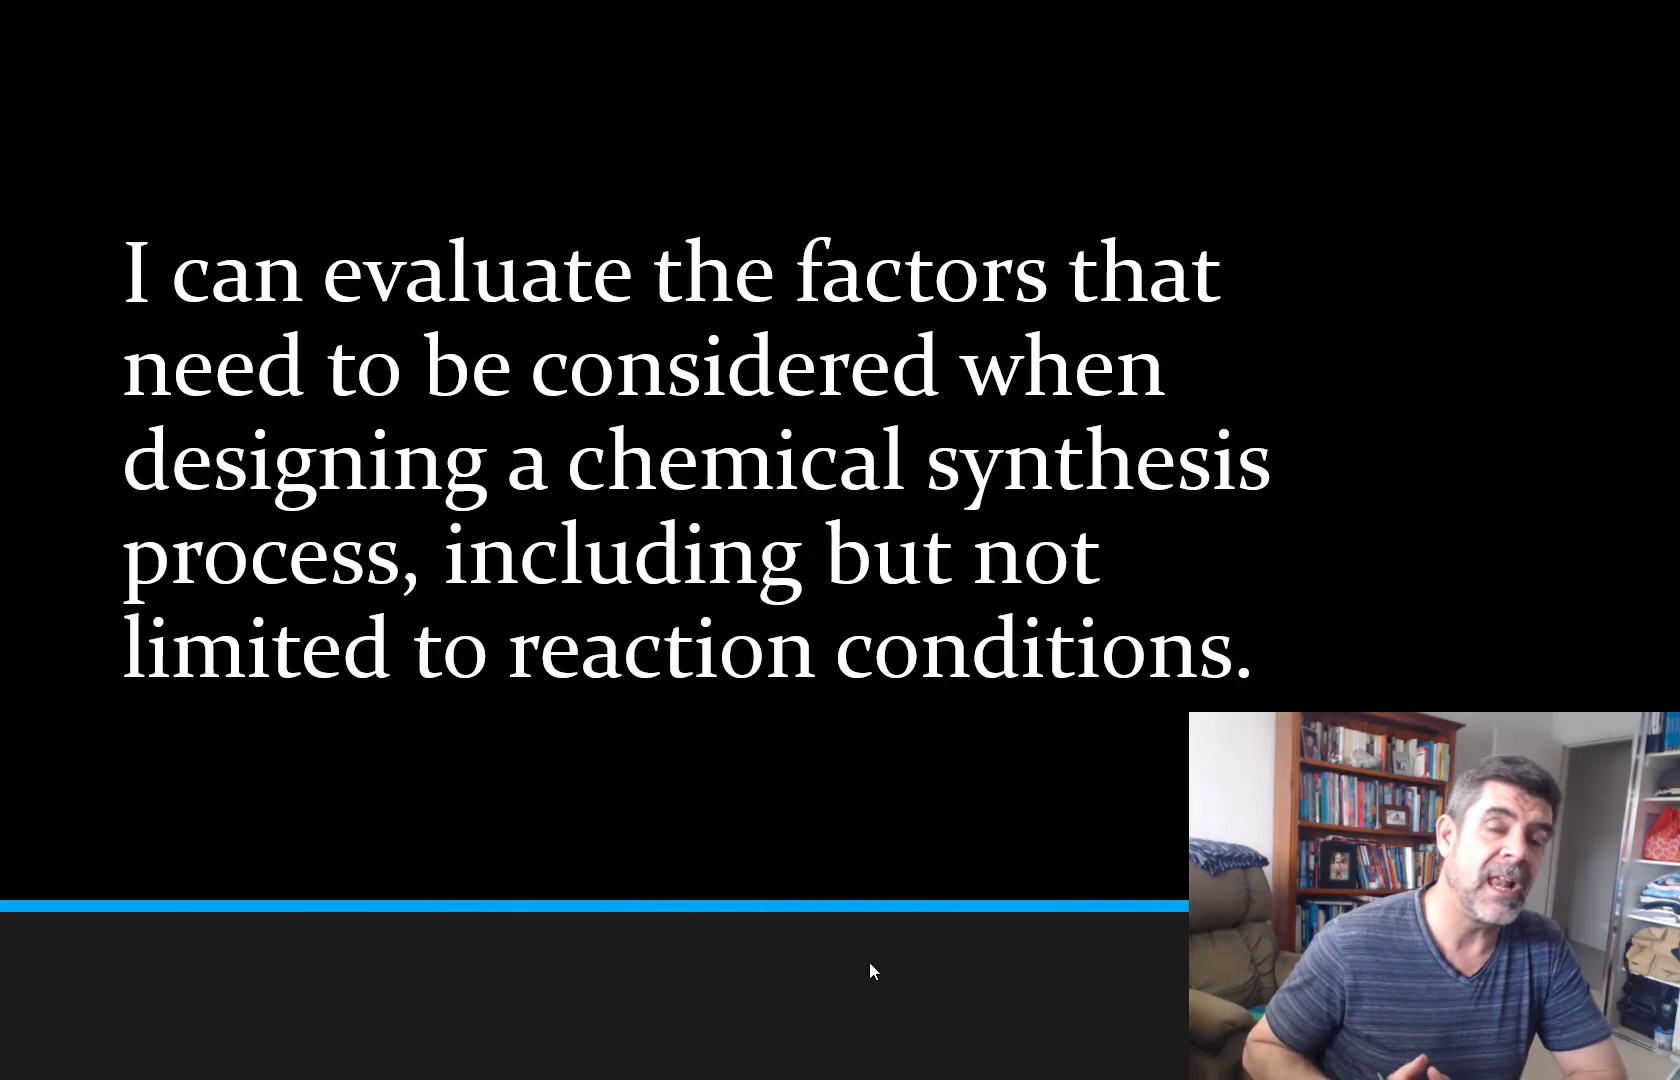 I can evaluate the factors that
need to be considered when
designing a chemical synthesis
process, including but not
limited to reaction conditions.